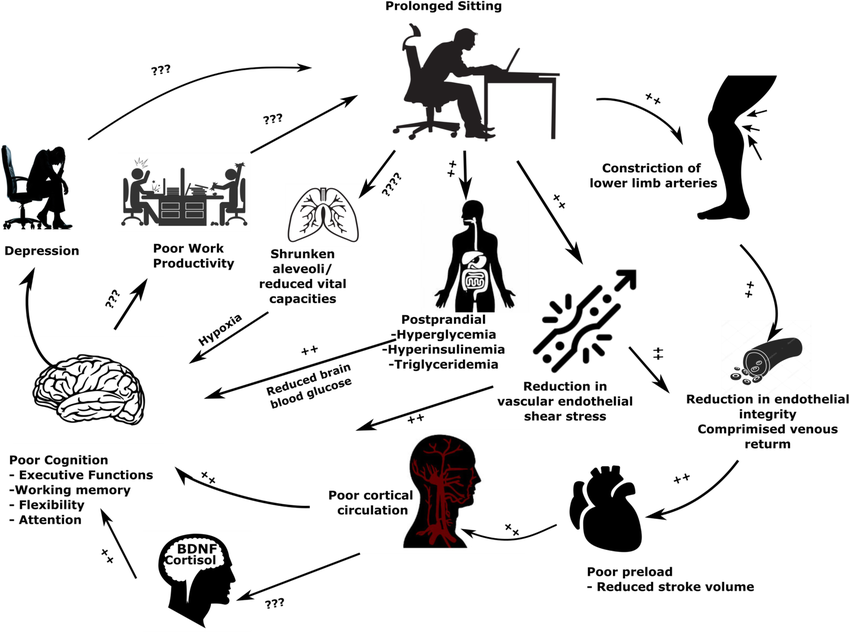 Prolonged Sitting
???
???
++
Constriction of
lower limb arteries
????
++
++
Depression
Poor Work
Productivity
Shrunken
aleveoli/
reduced vital
capacities
++
???
Hypoxia
Postprandial
-Hyperglycemia
-Hyperinsulinemia
-Triglyceridemia
++
Reduced brain
blood glucose
++
Reduction in
vascular endothelial
shear stress
Reduction in endothelial
integrity
Comprimised venous
returm
++
Poor Cognition
- Executive Functions
-Working memory
- Flexibility
- Attention
++
Poor cortical
circulation
++
++
++
BDNF
Cortisol
???
Poor preload
- Reduced stroke volume